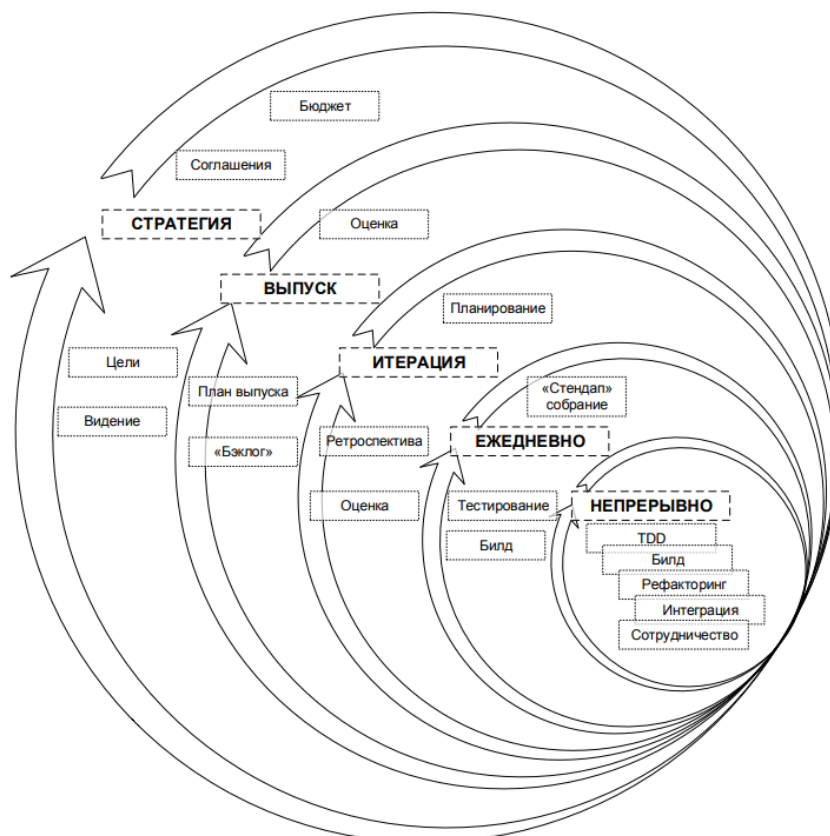 Бюджет
Соглашения
СТРАТЕГИЯ
Оценка
ВЫПУСК
Планирование
ИТЕРАЦИЯ
Цели
План выпуска
«Стендап»
собрание
Видение
«Бэклог»
Ретроспектива
ЕЖЕДНЕВНО
Оценка
Тестирование
НЕПРЕРЫВНО
Билд
TDD
Билд
Рефакторинг
Интеграция
Сотрудничество